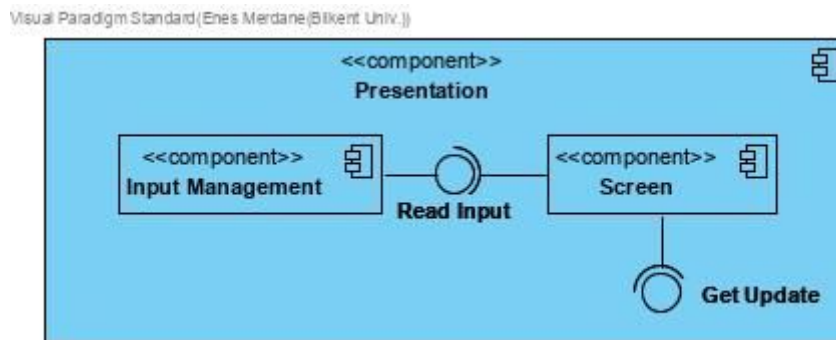 Visual Paradigm Standard(Enes Merdane(Bilkent Univ.))
<<component>>
Presentation
<<component>>
Input Management
Read Input
<<component>>
Screen
Get Update